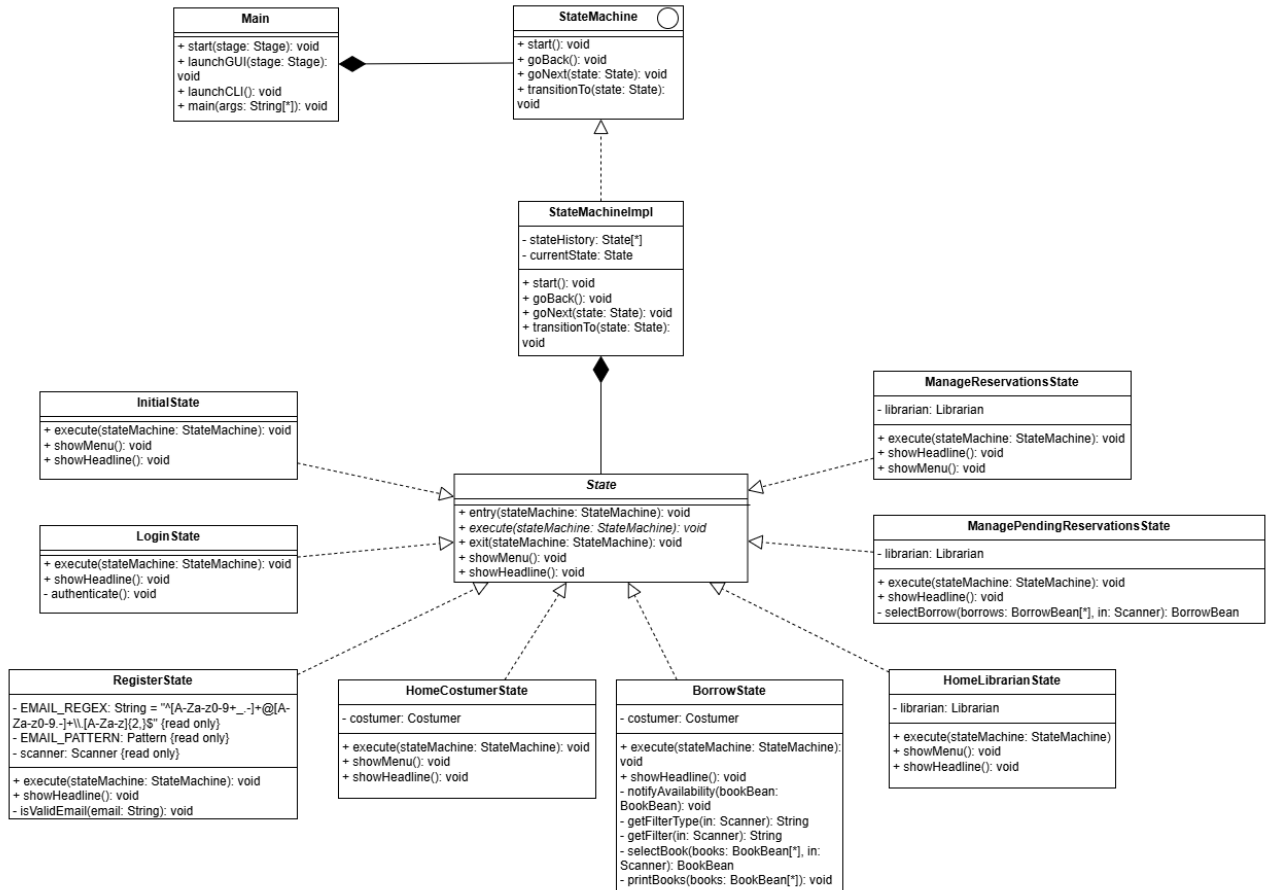 Main
+ start(stage: Stage): void
+ launchGUI(stage: Stage):
void
+ launchCLI(): void
+ main(args: String[*]): void
StateMachine
+ start(): void
+ goBack(): void
+ goNext(state: State): void
+ transitionTo(state: State):
void
StateMachineImpl
- stateHistory: State[*]
- currentState: State
+ start(): void
+ goBack(): void
+ goNext(state: State): void
+ transitionTo(state: State):
void
InitialState
+ execute(stateMachine: StateMachine): void
+ showMenu(): void
+ showHeadline(): void
ManageReservationsState
- librarian: Librarian
+ execute(stateMachine: StateMachine): void
+ showHeadline(): void
+ showMenu(): void
State
+ entry(stateMachine: StateMachine): void
+ execute(stateMachine: StateMachine): void
+ exit(stateMachine: StateMachine): void
+ showMenu(): void
+ showHeadline(): void
LoginState
+ execute(stateMachine: StateMachine): void
+ showHeadline(): void
- authenticate(): void
ManagePendingReservationsState
- librarian: Librarian
+ execute(stateMachine: StateMachine): void
+ showHeadline(): void
- selectBorrow(borrows: BorrowBean[*], in: Scanner): BorrowBean
RegisterState
- EMAIL_REGEX: String = "^[A-Za-z0-9+_.-]+@[A-
Za-z0-9.-]+\\.[A-Za-z]{2,}$" {read only}
- EMAIL_PATTERN: Pattern {read only}
- scanner: Scanner {read only}
+ execute(stateMachine: StateMachine): void
+ showHeadline(): void
- isValidEmail(email: String): void
HomeCostumerState
- costumer: Costumer
+ execute(stateMachine: StateMachine): void
+ showMenu(): void
+ showHeadline(): void
BorrowState
- costumer: Costumer
+ execute(stateMachine: StateMachine):
void
+ showHeadline(): void
- notifyAvailability(bookBean:
BookBean): void
- getFilterType(in: Scanner): String
- getFilter(in: Scanner): String
- selectBook(books: BookBean[*], in:
Scanner): BookBean
- printBooks(books: BookBean[*]): void
HomeLibrarianState
- librarian: Librarian
+ execute(stateMachine: StateMachine)
+ showMenu(): void
+ showHeadline(): void